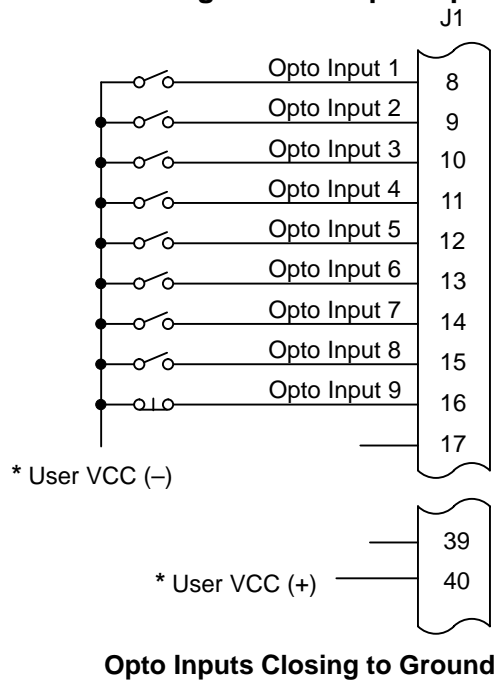 J1
Opto Input 1 8
Opto Input 2 9
Opto Input 3 10
Opto Input 4 11
Opto Input 5 12
Opto Input 6 13
Opto Input 7 14
Opto Input 8 15
Opto Input 9 16
17
* User VCC (–)
39
* User VCC (+) 40
Opto Inputs Closing to Ground